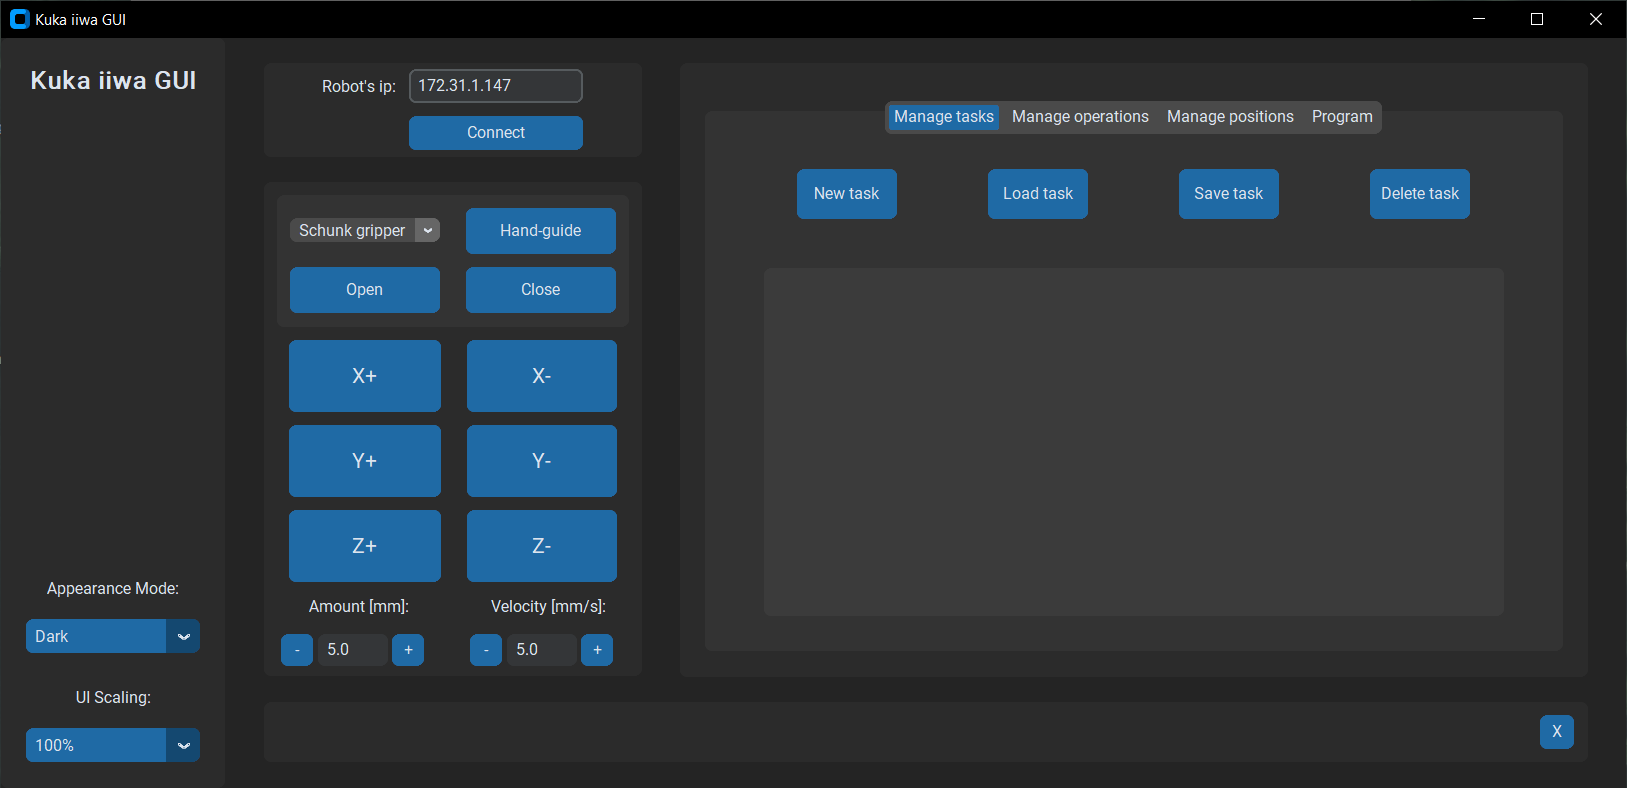 Kuka iiwa GUI
Kuka iiwa GUI
Appearance Mode:
Dark
UI Scaling:
100%
Robot's ip: 172.31.1.147
Connect
Schunk gripper Hand-guide
Open Close
X+ X-
Y+ Y-
Z+ Z-
Amount [mm]: Velocity [mm/s]:
- 5.0 + - 5.0 +
Manage tasks Manage operations Manage positions Program
New task Load task Save task Delete task
X